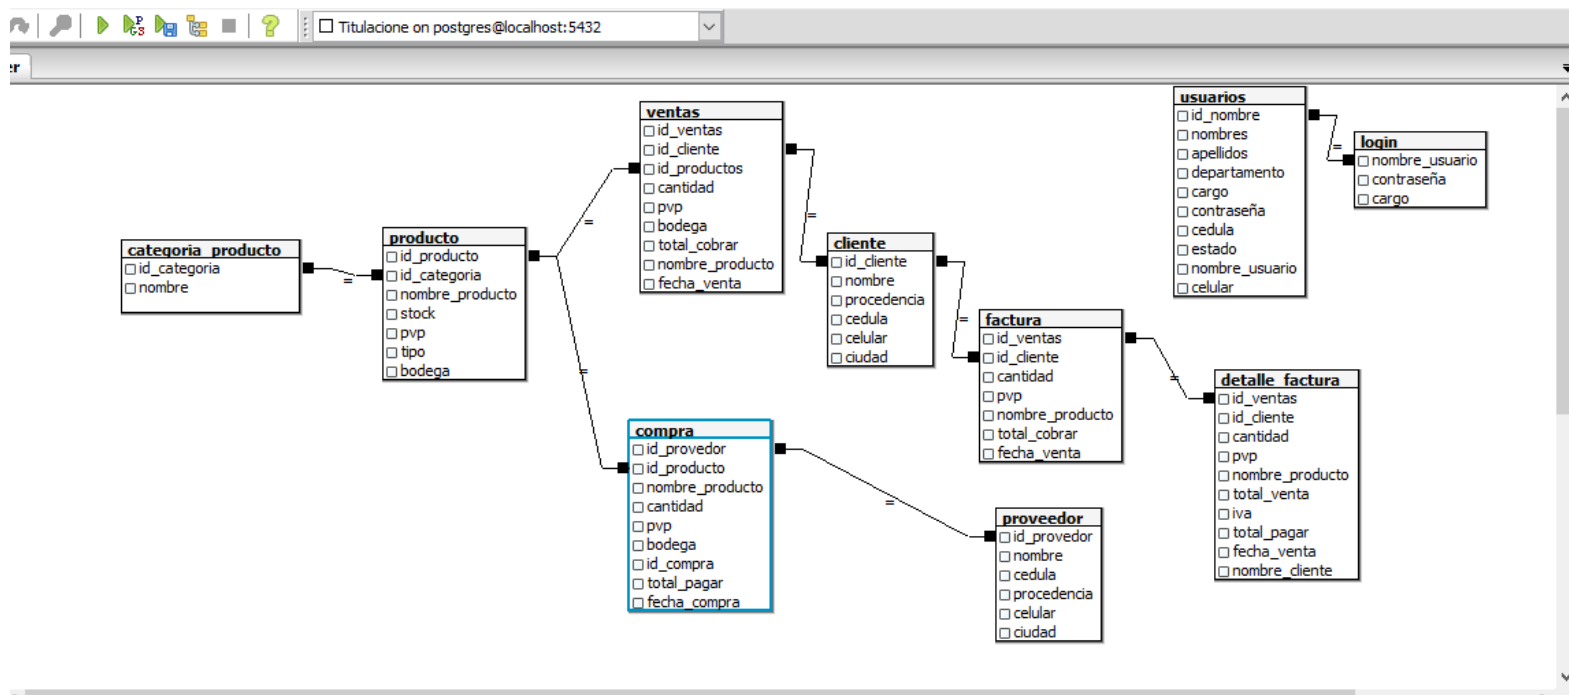 Titulacione on postgres@localhost:5432
er
categoria_producto
id_categoria
nombre
producto
id_producto
id_categoria
nombre_producto
stock
pvp
tipo
bodega
ventas
id_ventas
id_cliente
id_productos
cantidad
pvp
bodega
total_cobrar
nombre_producto
fecha_venta
compra
id_provedor
id_producto
nombre_producto
cantidad
pvp
bodega
id_compra
total_pagar
fecha_compra
cliente
id_cliente
nombre
procedencia
cedula
celular
ciudad
factura
id_ventas
id_cliente
cantidad
pvp
nombre_producto
total_cobrar
fecha_venta
proveedor
id_provedor
nombre
cedula
procedencia
celular
ciudad
usuarios
id_nombre
nombres
apellidos
departamento
cargo
contraseña
cedula
estado
nombre_usuario
celular
login
nombre_usuario
contraseña
cargo
detalle_factura
id_ventas
id_cliente
cantidad
pvp
nombre_producto
total_venta
iva
total_pagar
fecha_venta
nombre_cliente
=
=
=
=
=
=
=
=